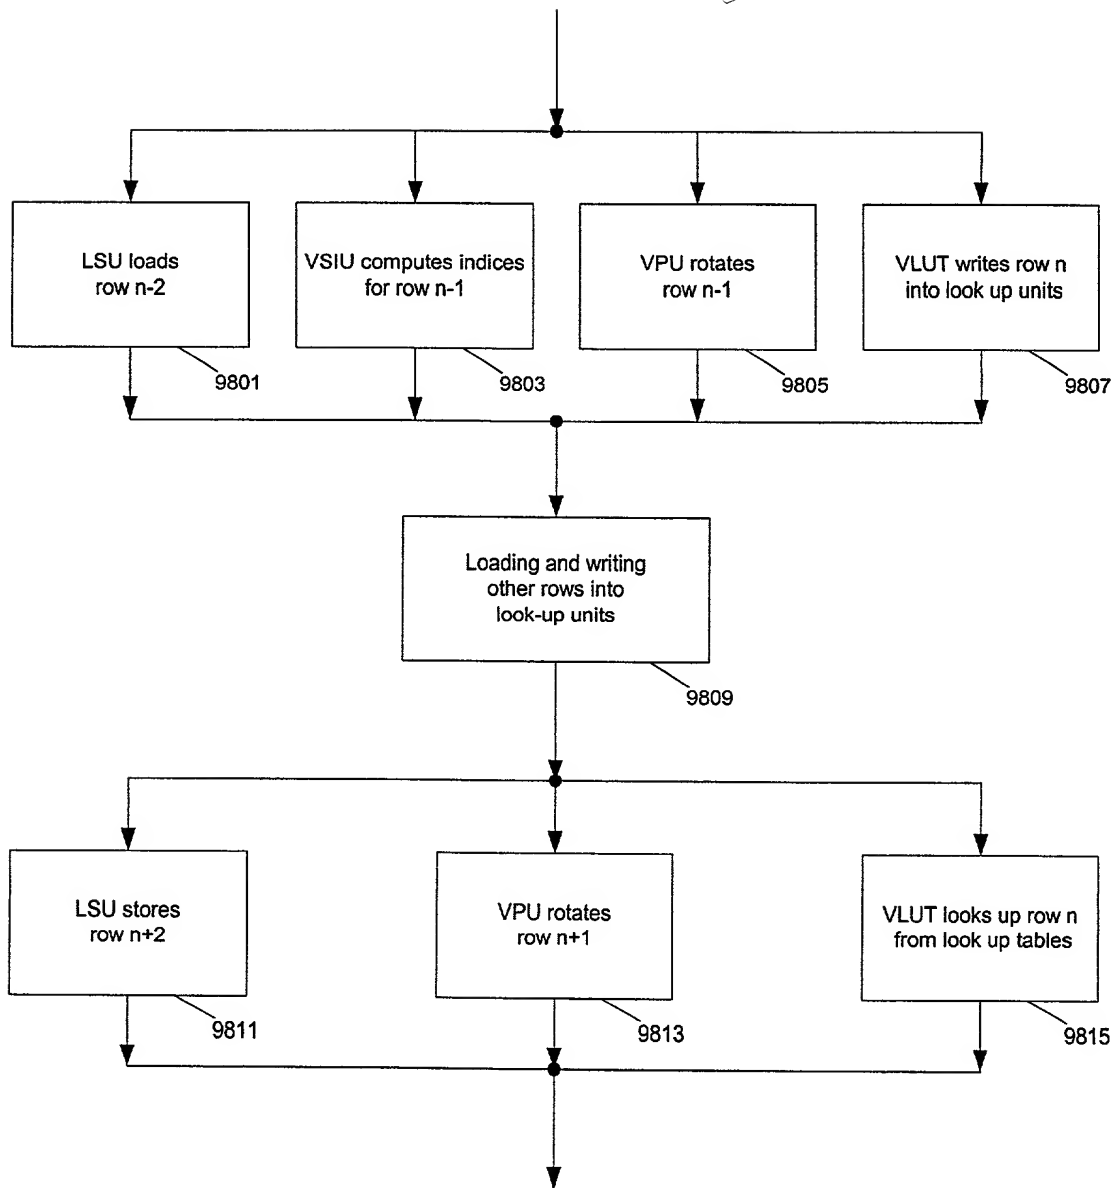 LSU loads
row n-2
9801
VSIU computes indices
for row n-1
9803
VPU rotates
row n-1
9805
VLUT writes row n
into look up units
9807
Loading and writing
other rows into
look-up units
9809
LSU stores
row n+2
9811
VPU rotates
row n+1
9813
VLUT looks up row n
from look up tables
9815